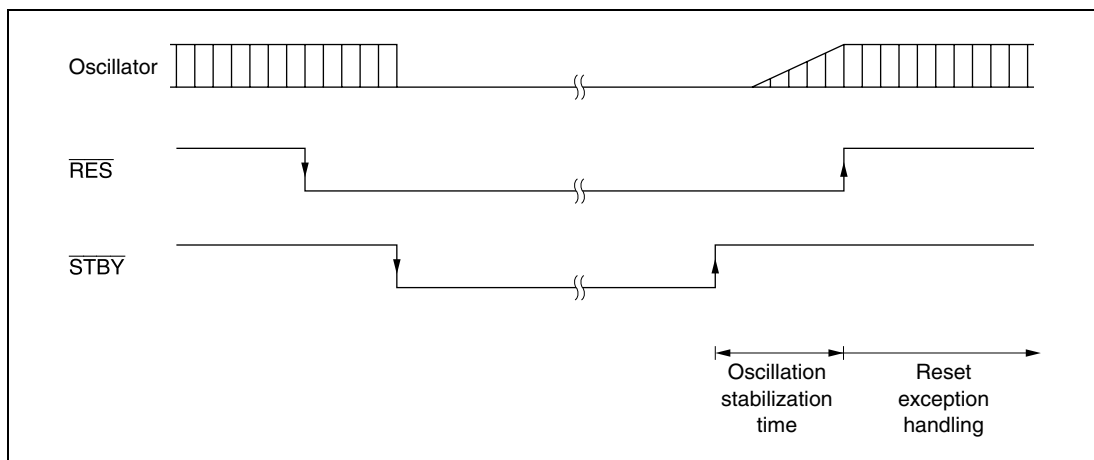 Oscillator
RES
STBY
Oscillation
stabilization
time
Reset
exception
handling